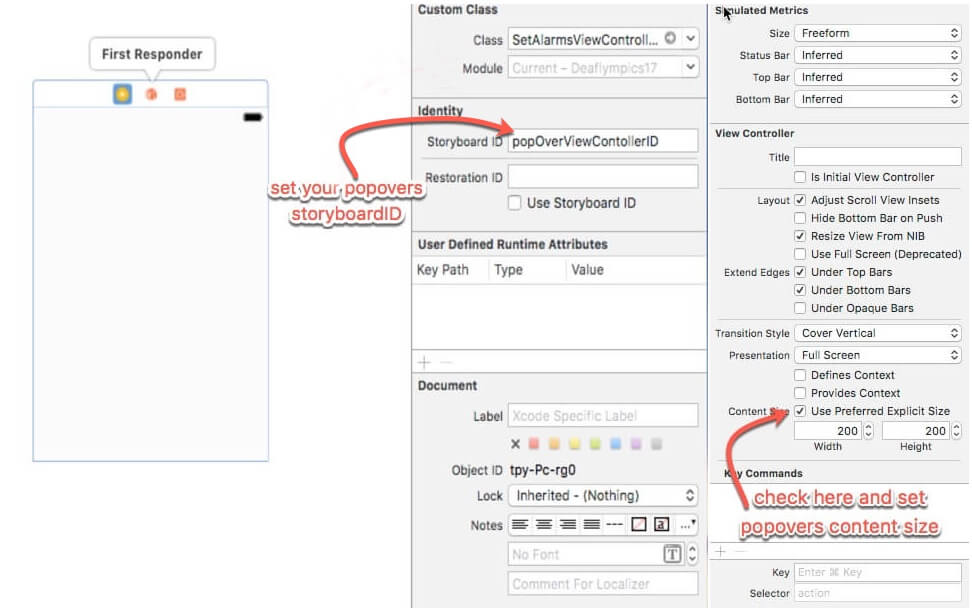 First Responder
Custom Class
Class SetAlarmsViewControll...
Module Current – Deaflympics17
Identity
Storyboard ID popOverViewContollerID
set your popovers
storyboardID
Restoration ID
Use Storyboard ID
User Defined Runtime Attributes
Key Path Type Value
Document
Label Xcode Specific Label
Object ID tpy-Pc-rg0
Lock Inherited - (Nothing)
Notes
No Font
Comment For Localizer
Simulated Metrics
Size Freeform
Status Bar Inferred
Top Bar Inferred
Bottom Bar Inferred
View Controller
Title
Is Initial View Controller
Layout Adjust Scroll View Insets
Hide Bottom Bar on Push
Resize View From NIB
Use Full Screen (Deprecated)
Extend Edges Under Top Bars
Under Bottom Bars
Under Opaque Bars
Transition Style Cover Vertical
Presentation Full Screen
Defines Context
Provides Context
Content Size Use Preferred Explicit Size
200 200
Width Height
Key Commands
check here and set
popovers content size
Key Enter ⌘ Key
Selector action